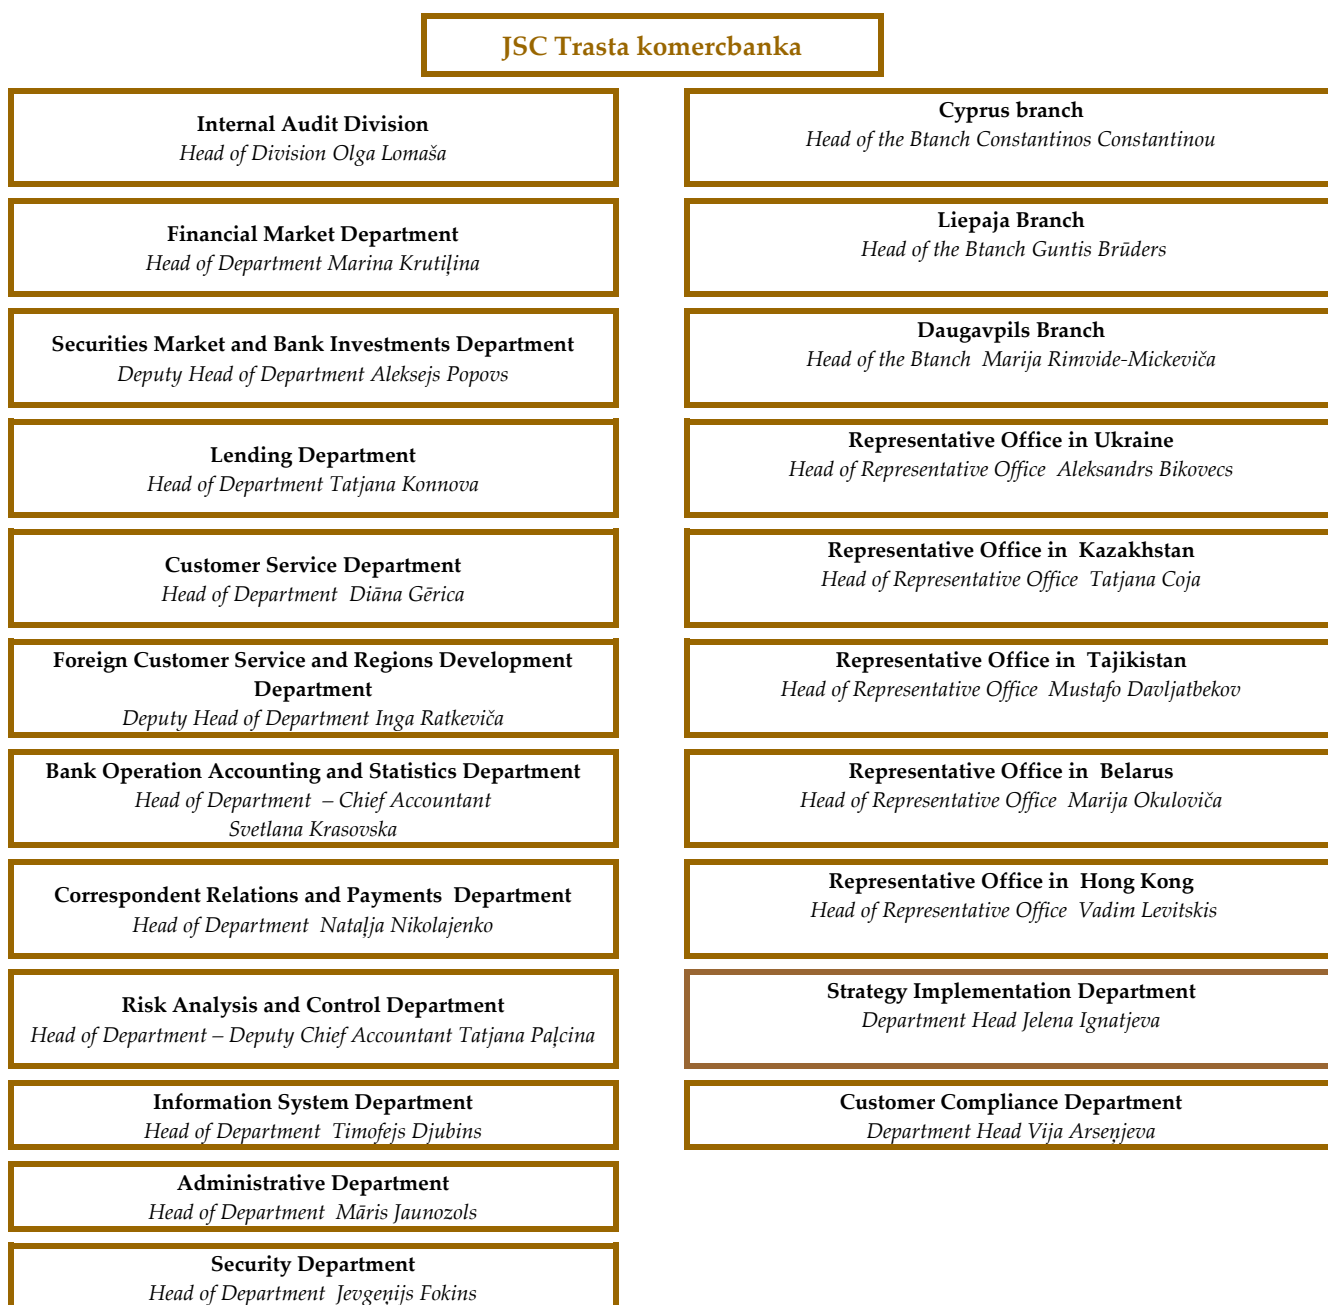 JSC Trasta komercbanka
Internal Audit Division
Head of Division Olga Lomaša
Financial Market Department
Head of Department Marina Krutiļina
Securities Market and Bank Investments Department
Deputy Head of Department Aleksejs Popovs
Lending Department
Head of Department Tatjana Konnova
Customer Service Department
Head of Department Diāna Gērica
Foreign Customer Service and Regions Development
Department
Deputy Head of Department Inga Ratkeviča
Bank Operation Accounting and Statistics Department
Head of Department – Chief Accountant
Svetlana Krasovska
Correspondent Relations and Payments Department
Head of Department Nataļja Nikolajenko
Risk Analysis and Control Department
Head of Department – Deputy Chief Accountant Tatjana Paļcina
Information System Department
Head of Department Timofejs Djubins
Administrative Department
Head of Department Māris Jaunozols
Security Department
Head of Department Jevgeņijs Fokins
Cyprus branch
Head of the Btanch Constantinos Constantinou
Liepaja Branch
Head of the Btanch Guntis Brūders
Daugavpils Branch
Head of the Btanch Marija Rimvide-Mickeviča
Representative Office in Ukraine
Head of Representative Office Aleksandrs Bikovecs
Representative Office in Kazakhstan
Head of Representative Office Tatjana Coja
Representative Office in Tajikistan
Head of Representative Office Mustafo Davljatbekov
Representative Office in Belarus
Head of Representative Office Marija Okuloviča
Representative Office in Hong Kong
Head of Representative Office Vadim Levitskis
Strategy Implementation Department
Department Head Jelena Ignatjeva
Customer Compliance Department
Department Head Vija Arseņjeva